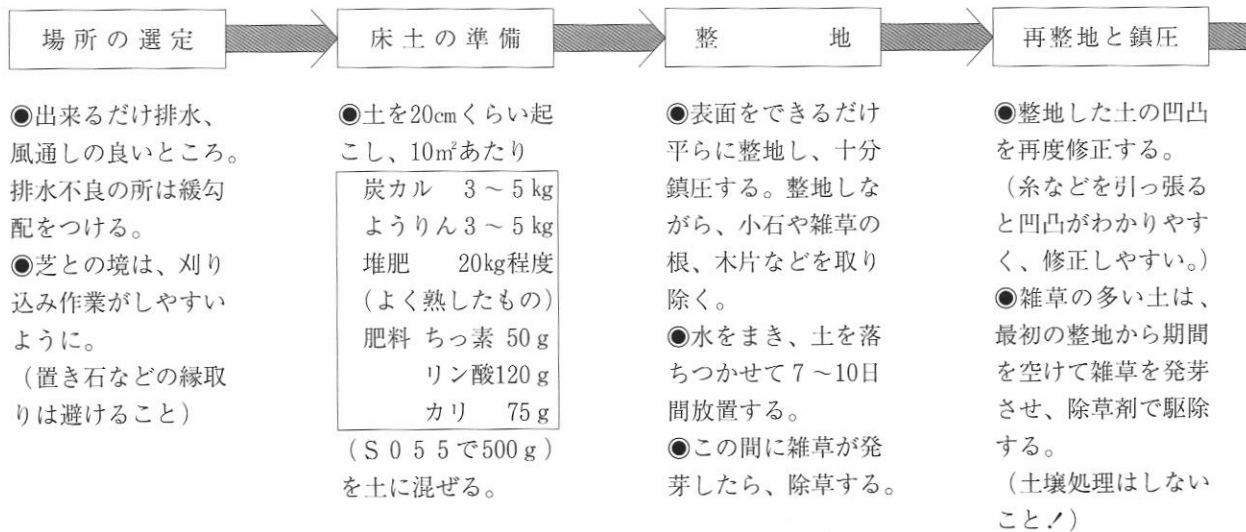 場所の選定
●出来るだけ排水、
風通しの良いところ。
排水不良の所は緩勾
配をつける。
●芝との境は、刈り
込み作業がしやすい
ように。
(置き石などの縁取
りは避けること)
床土の準備
●土を20cmくらい起
こし、10㎡あたり
炭カル 3～5kg
ようりん3～5kg
堆肥 20kg程度
(よく熟したもの)
肥料 ちっ素 50g
リン酸120g
カリ 75g
(S055で500g)
を土に混ぜる。
整地
●表面をできるだけ
平らに整地し、十分
鎮圧する。整地しな
がら、小石や雑草の
根、木片などを取り
除く。
●水をまき、土を落
ちつかせて7～10日
間放置する。
●この間に雑草が発
芽したら、除草する。
再整地と鎮圧
●整地した土の凹凸
を再度修正する。
(糸などを引っ張る
と凹凸がわかりやす
く、修正しやすい。)
●雑草の多い土は、
最初の整地から期間
を空けて雑草を発芽
させ、除草剤で駆除
する。
(土壌処理はしない
こと!)